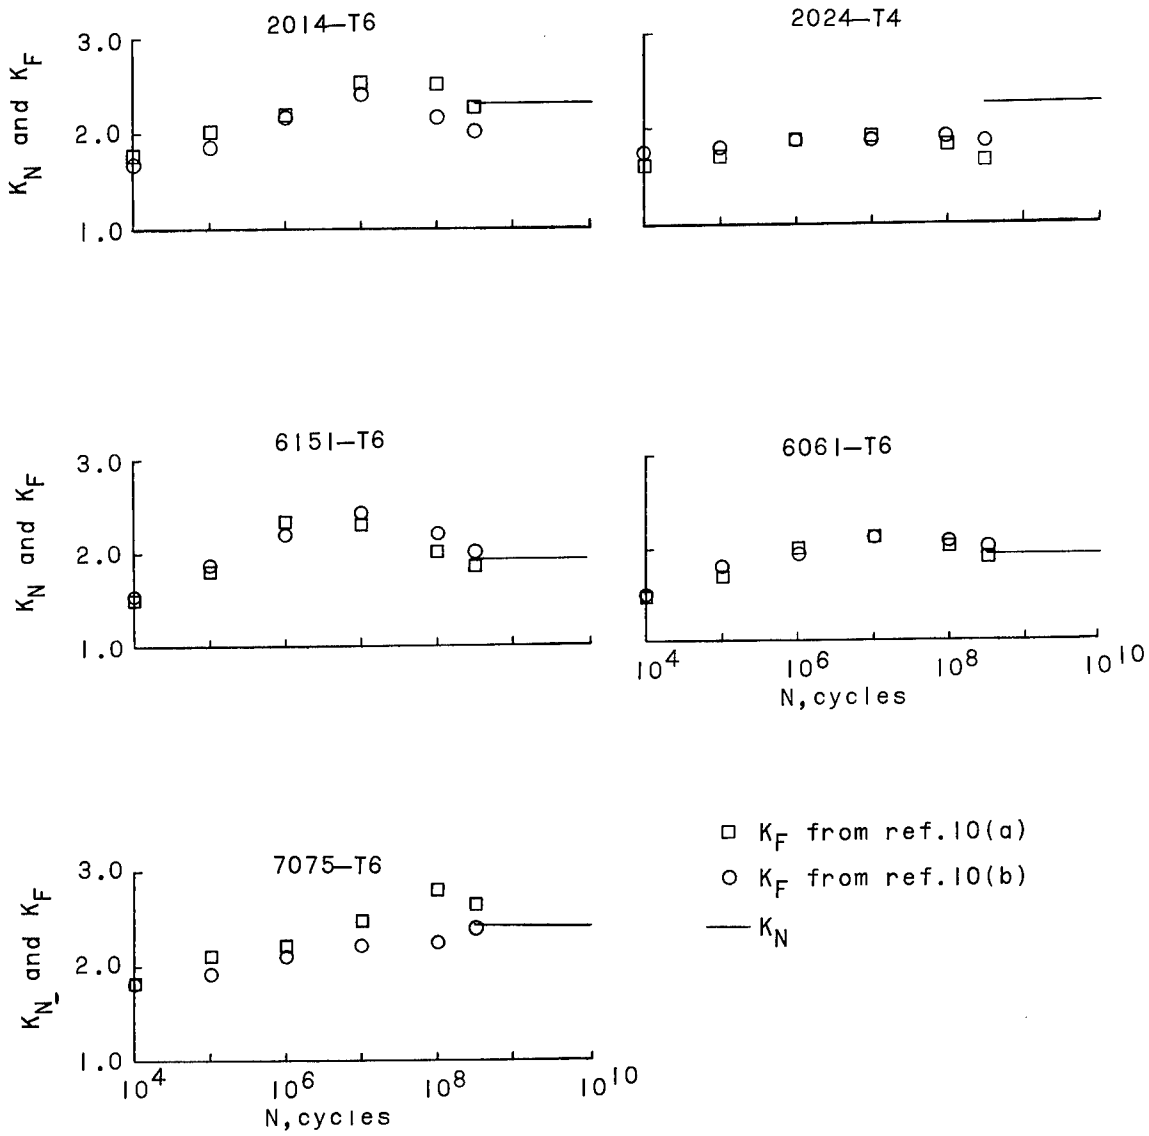 2014–T6
3.0
2.0
1.0
K_N and K_F
2024–T4
6151–T6
3.0
2.0
1.0
K_N and K_F
6061–T6
10^4
10^6
10^8
10^10
N,cycles
7075–T6
3.0
2.0
1.0
K_N and K_F
10^4
10^6
10^8
10^10
N,cycles
K_F from ref.10(a)
K_F from ref.10(b)
K_N